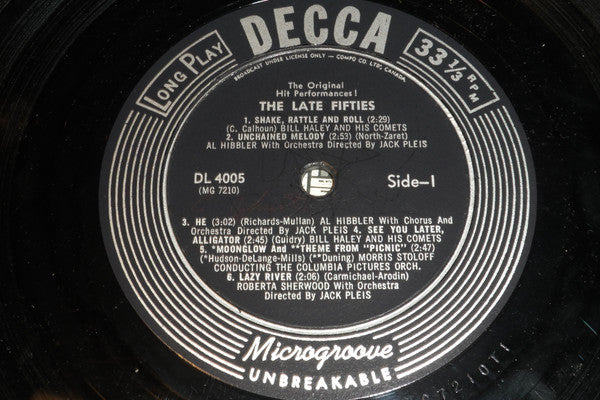 LONG PLAY
DECCA
33 1/3 RPM
BROADCAST UNDER LICENSE ONLY — COMPO CO. LTD., CANADA.
The Original
Hit Performances!
THE LATE FIFTIES
1. SHAKE, RATTLE AND ROLL (2:29)
(C. Calhoun) BILL HALEY AND HIS COMETS
2. UNCHAINED MELODY (2:53) (North-Zaret)
AL HIBBLER With Orchestra Directed By JACK PLEIS
DL 4005
(MG 7210)
Side—1
3. HE (3:02) (Richards-Mullan) AL HIBBLER With Chorus And
Orchestra Directed By JACK PLEIS 4. SEE YOU LATER,
ALLIGATOR (2:45) (Guidry) BILL HALEY AND HIS COMETS
5. *MOONGLOW And **THEME FROM "PICNIC" (2:47)
(*Hudson-DeLange-Mills) (**Duning) MORRIS STOLOFF
CONDUCTING THE COLUMBIA PICTURES ORCH.
6. LAZY RIVER (2:06) (Carmichael-Arodin)
ROBERTA SHERWOOD With Orchestra
Directed By JACK PLEIS
Microgroove
UNBREAKABLE